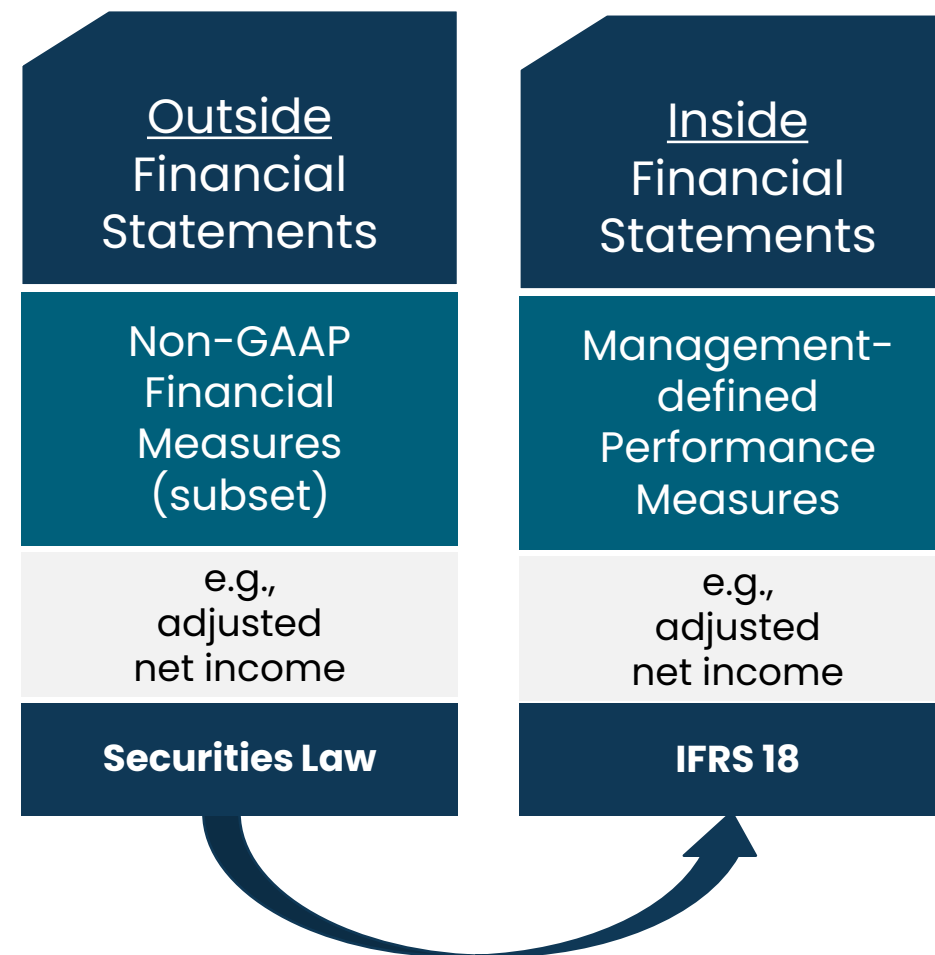 Outside
Financial
Statements
Non-GAAP
Financial
Measures
(subset)
e.g.,
adjusted
net income
Securities Law
Inside
Financial
Statements
Management-
defined
Performance
Measures
e.g.,
adjusted
net income
IFRS 18